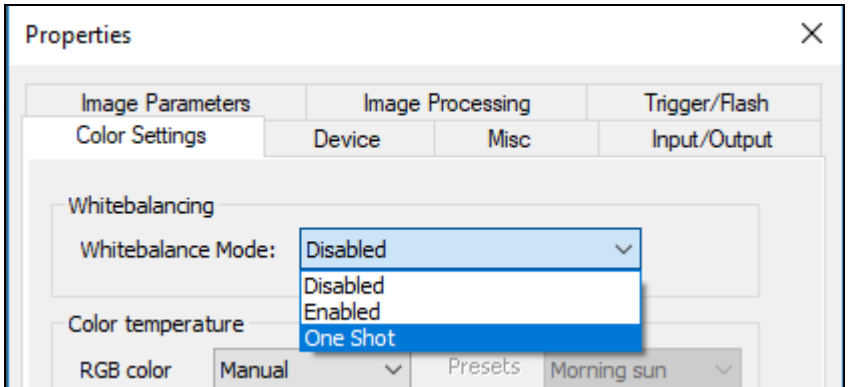 Properties
Image Parameters Image Processing Trigger/Flash
Color Settings Device Misc Input/Output
Whitebalancing
Whitebalance Mode: Disabled
Disabled
Enabled
Color temperature
One Shot
RGB color Manual Presets Morning sun